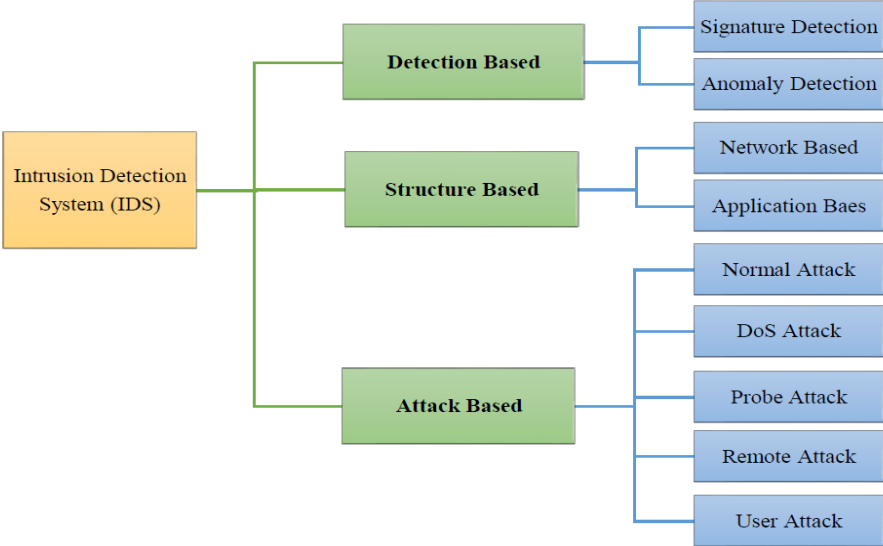 Intrusion Detection
System (IDS)
Detection Based
Signature Detection
Anomaly Detection
Structure Based
Network Based
Application Baes
Attack Based
Normal Attack
DoS Attack
Probe Attack
Remote Attack
User Attack